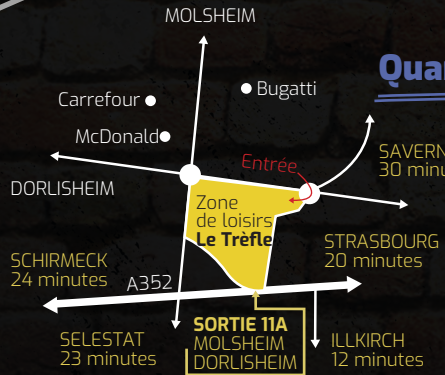 MOLSHEIM
Quar
Carrefour
Bugatti
McDonald
Entrée
SAVERN
30 minu
DORLISHEIM
Zone
de loisirs
Le Trèfle
STRASBOURG
20 minutes
SCHIRMECK
24 minutes
A352
SORTIE 11A
MOLSHEIM
DORLISHEIM
SELESTAT
23 minutes
ILLKIRCH
12 minutes